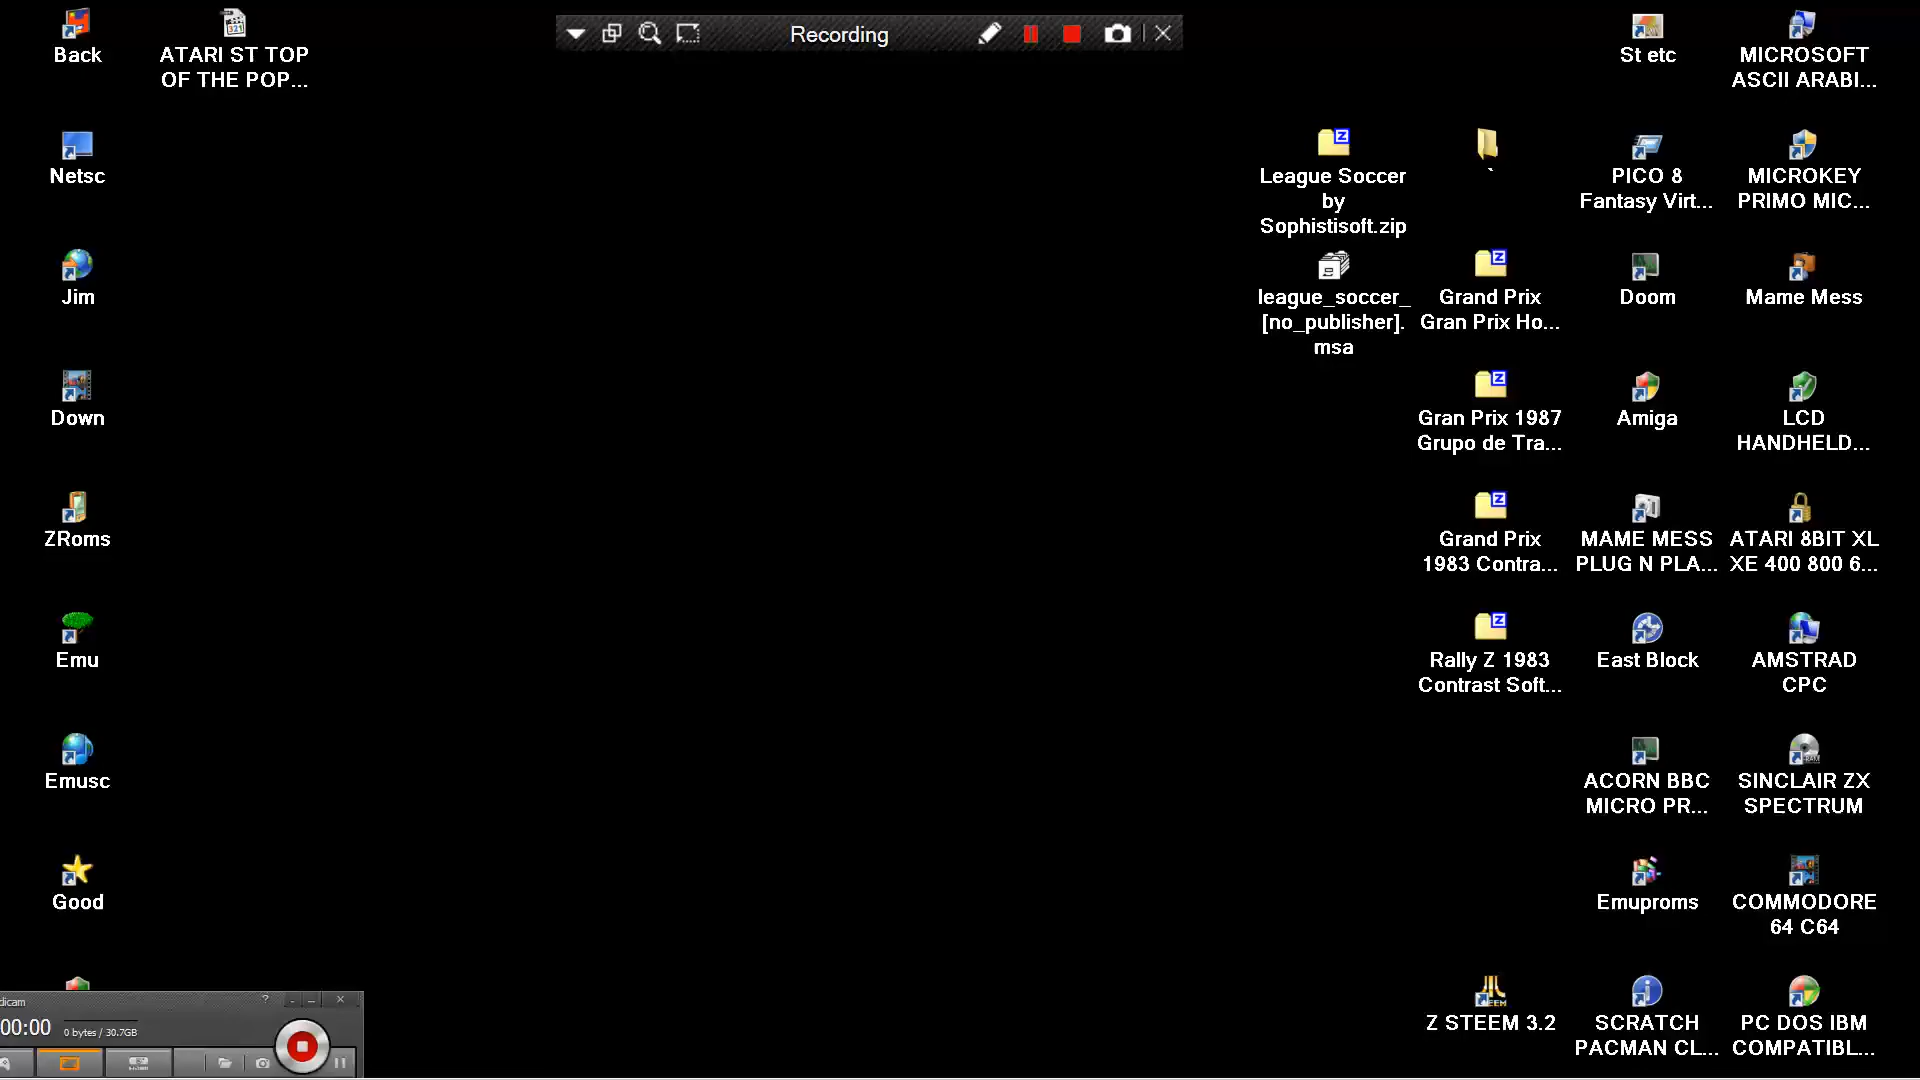 Back
ATARI ST TOP
OF THE POP...
Recording
St etc
MICROSOFT
ASCII ARABI...
Netsc
League Soccer
by
Sophistisoft.zip
`
PICO 8
Fantasy Virt...
MICROKEY
PRIMO MIC...
Jim
league_soccer_
[no_publisher].
msa
Grand Prix
Gran Prix Ho...
Doom
Mame Mess
Down
Gran Prix 1987
Grupo de Tra...
Amiga
LCD
HANDHELD...
ZRoms
Grand Prix
1983 Contra...
MAME MESS
PLUG N PLA...
ATARI 8BIT XL
XE 400 800 6...
Emu
Rally Z 1983
Contrast Soft...
East Block
AMSTRAD
CPC
Emusc
ACORN BBC
MICRO PR...
SINCLAIR ZX
SPECTRUM
Good
Emuproms
COMMODORE
64 C64
dicam
00:00
0 bytes / 30.7GB
Z STEEM 3.2
SCRATCH
PACMAN CL...
PC DOS IBM
COMPATIBL...